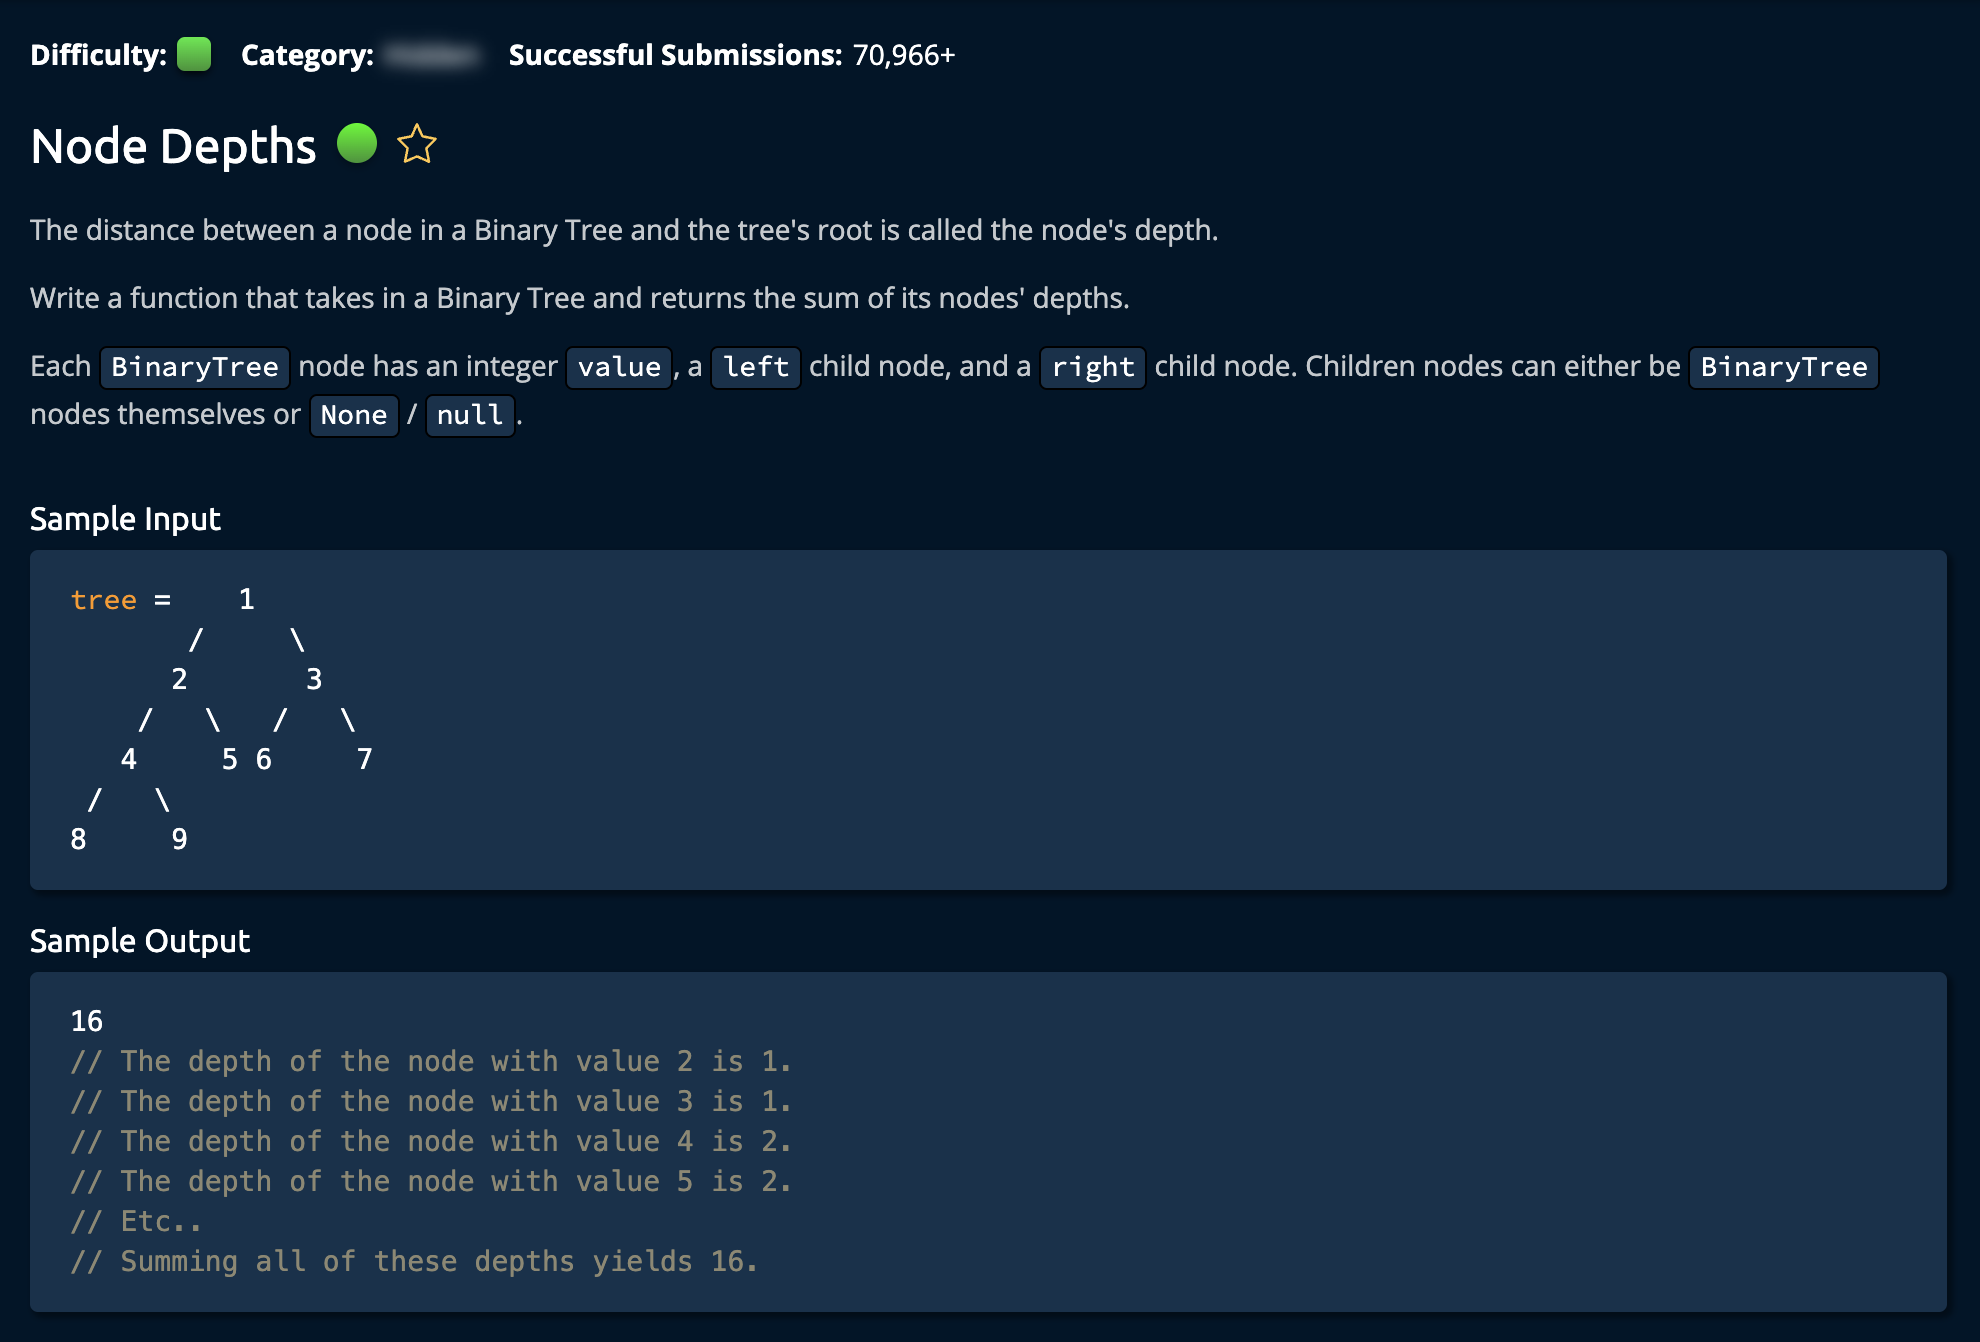 Difficulty: Category: Successful Submissions: 70,966+
Node Depths
The distance between a node in a Binary Tree and the tree's root is called the node's depth.
Write a function that takes in a Binary Tree and returns the sum of its nodes' depths.
Each BinaryTree node has an integer value, a left child node, and a right child node. Children nodes can either be BinaryTree
nodes themselves or None / null.
Sample Input
tree =    1
       /     \
      2       3
    /   \   /   \
   4     5 6     7
 /   \
8     9
Sample Output
16
// The depth of the node with value 2 is 1.
// The depth of the node with value 3 is 1.
// The depth of the node with value 4 is 2.
// The depth of the node with value 5 is 2.
// Etc..
// Summing all of these depths yields 16.